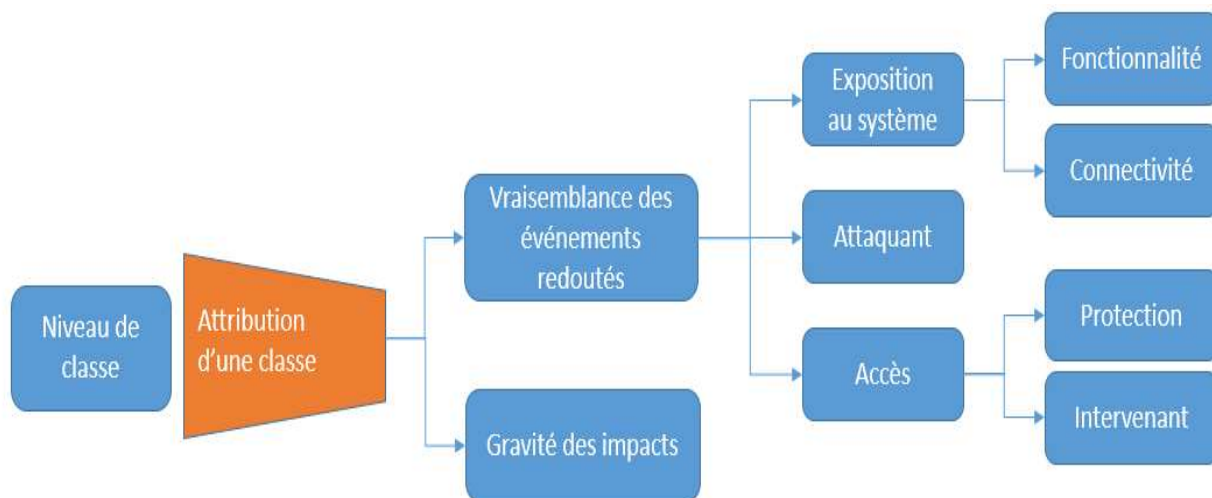 Niveau de
classe
Attribution
d'une classe
Vraisemblance des
événements
redoutés
Gravité des impacts
Exposition
au système
Attaquant
Accès
Fonctionnalité
Connectivité
Protection
Intervenant